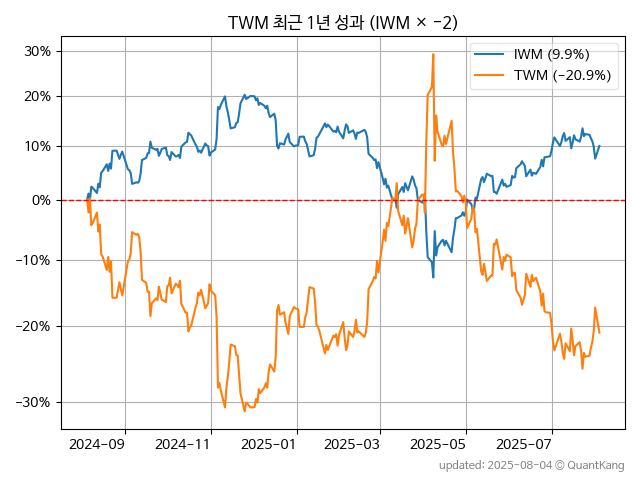 TWM 최근 1년 성과 (IWM × −2)
IWM (9.9%)
TWM (−20.9%)
30%
20%
10%
0%
−10%
−20%
−30%
2024-09 2024-11 2025-01 2025-03 2025-05 2025-07
updated: 2025-08-04 © QuantKang